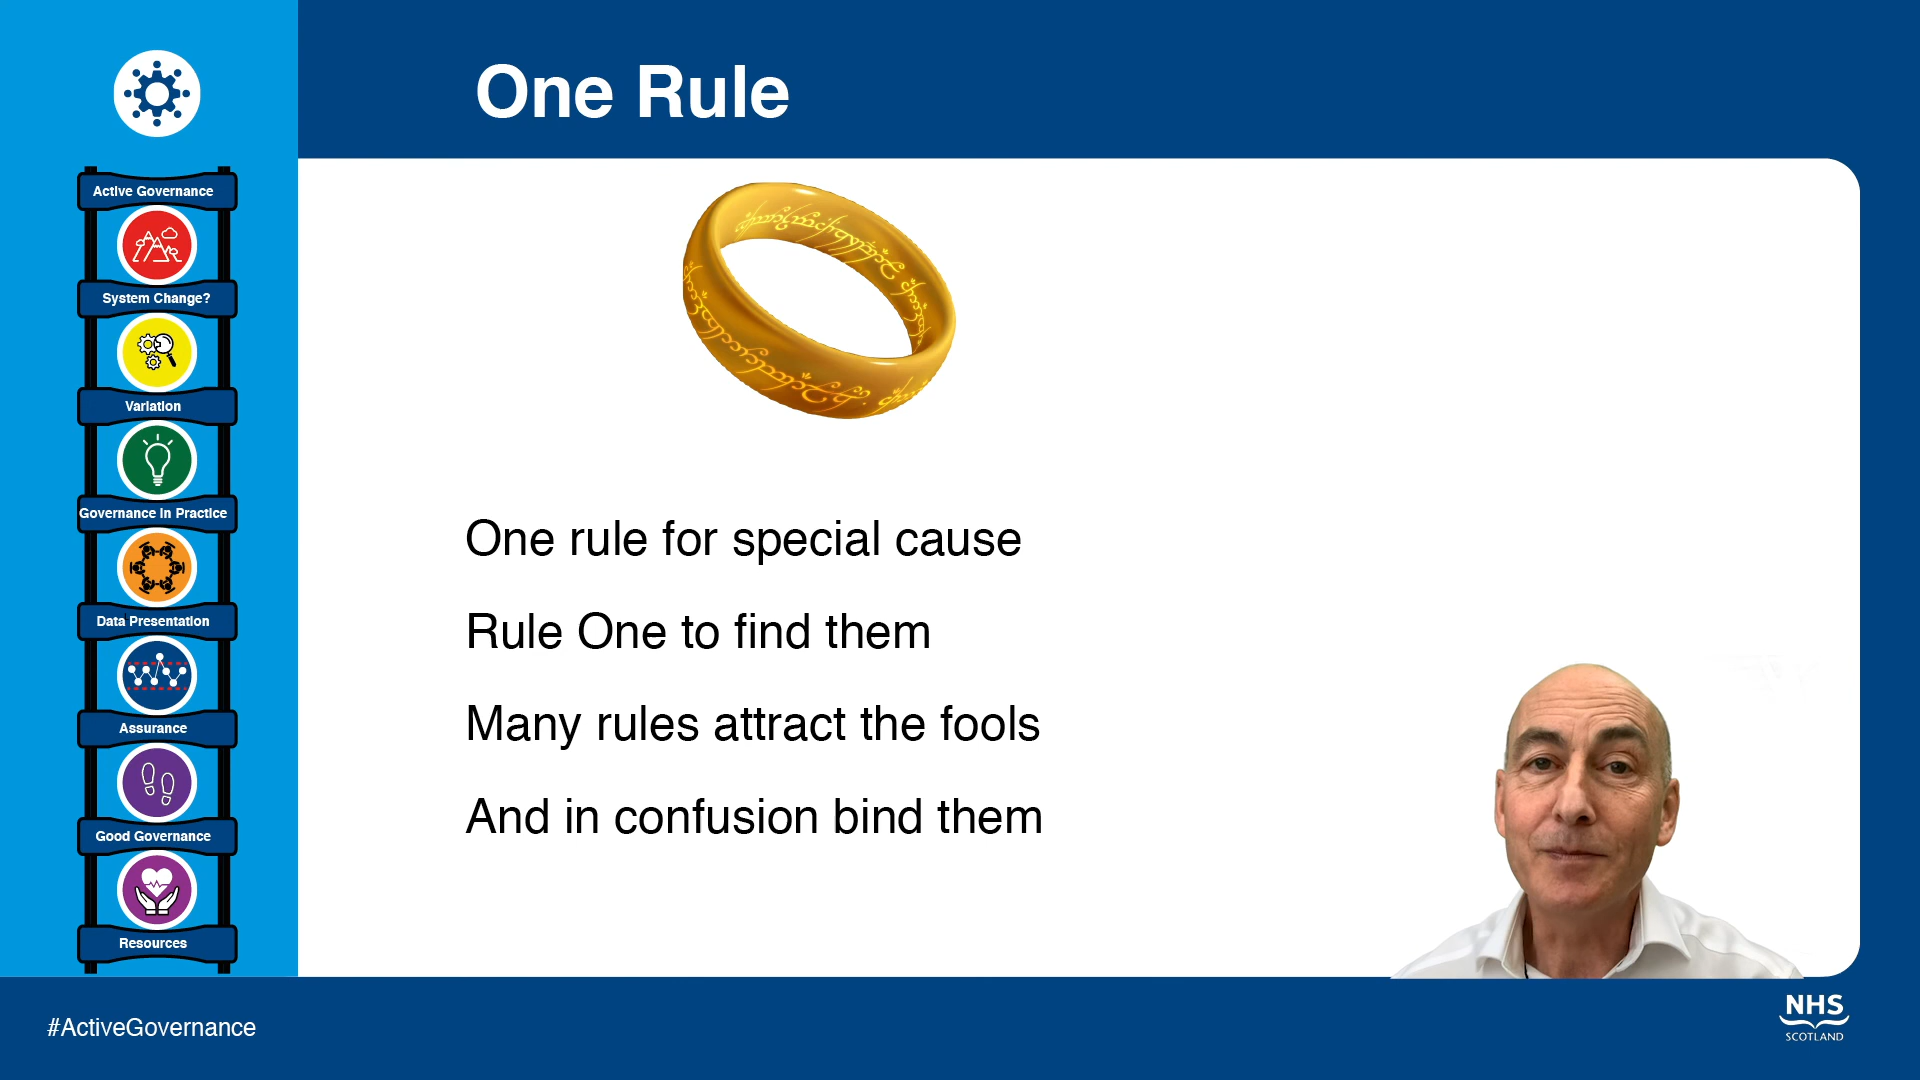 One Rule
Active Governance
System Change?
Variation
Governance in Practice
Data Presentation
Assurance
Good Governance
Resources
One rule for special cause
Rule One to find them
Many rules attract the fools
And in confusion bind them
#ActiveGovernance
NHS
SCOTLAND